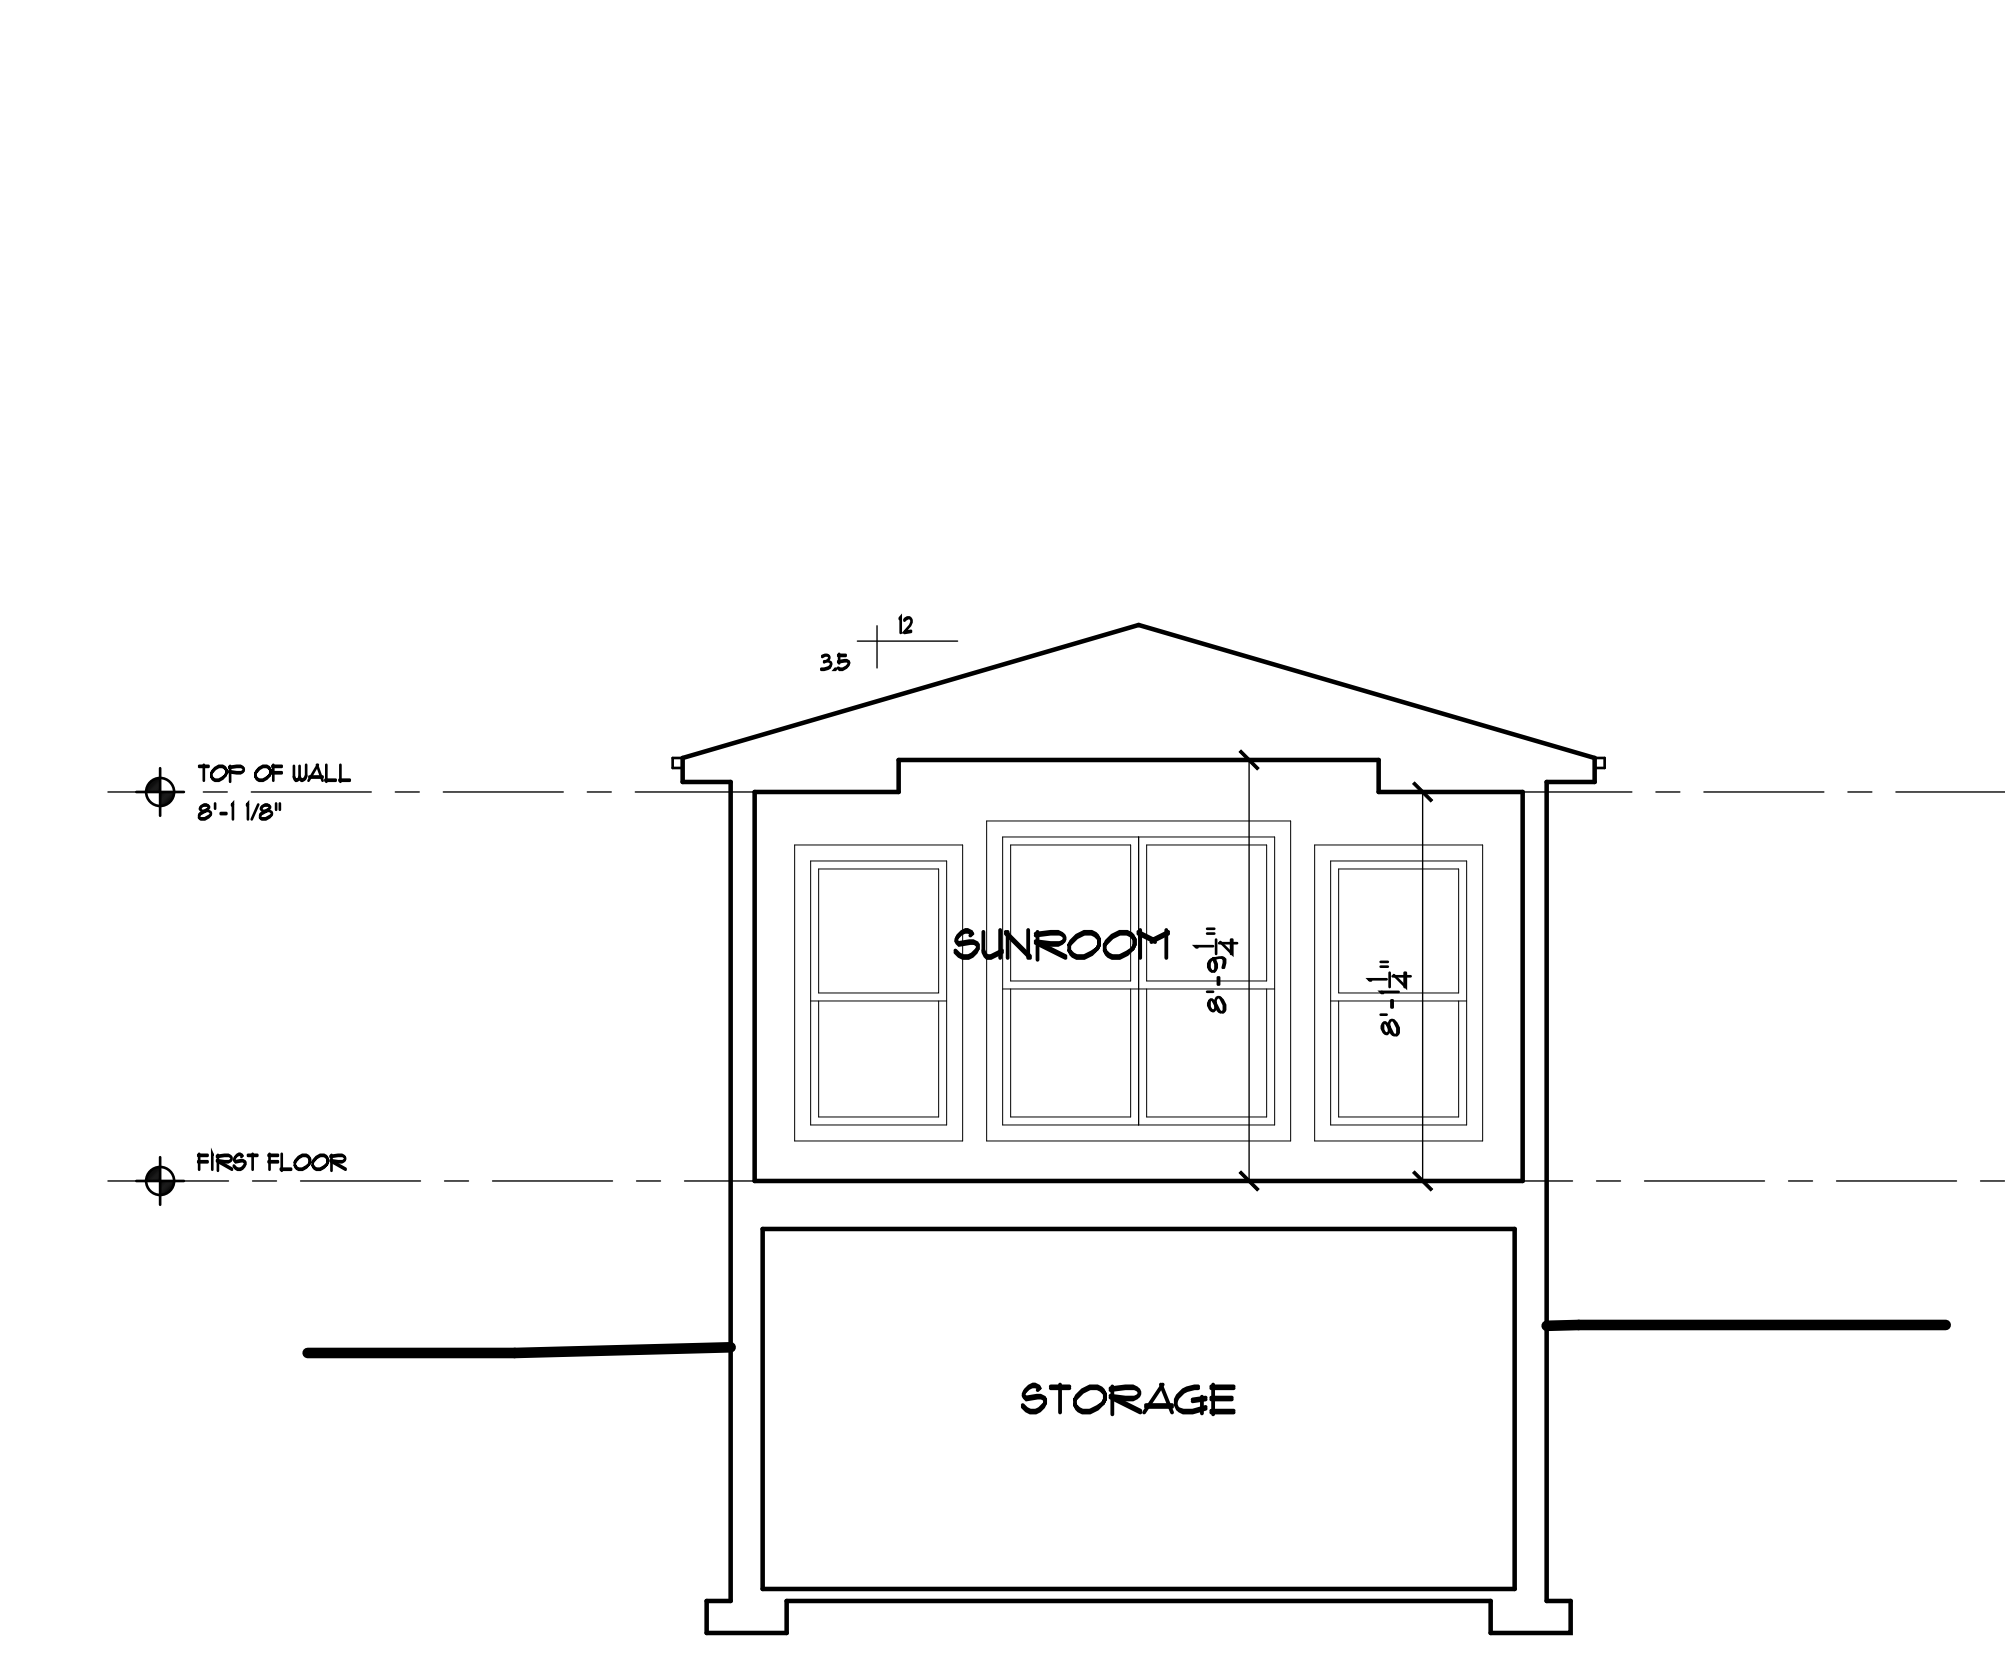 12
3.5
TOP OF WALL
8'-1 1/8"
SUNROOM
8'-9 1/4"
8'-1 1/4"
FIRST FLOOR
STORAGE